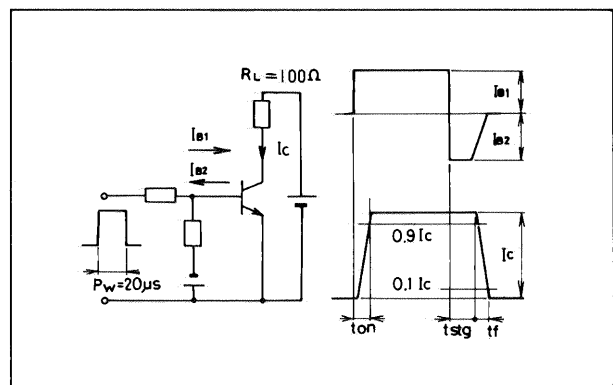 RL=100Ω
IB1
IB2
Ic
Pw=20μs
IB1
IB2
0.9 Ic
Ic
0.1 Ic
ton
tstg
tf